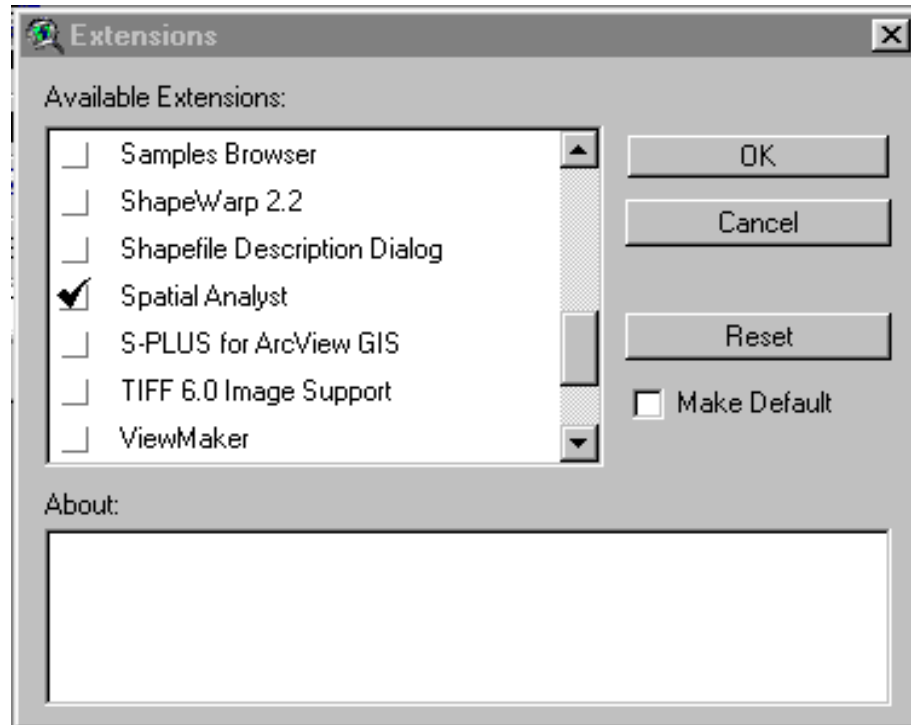 Extensions
Available Extensions:
Samples Browser
ShapeWarp 2.2
Shapefile Description Dialog
Spatial Analyst
S-PLUS for ArcView GIS
TIFF 6.0 Image Support
ViewMaker
OK
Cancel
Reset
Make Default
About: